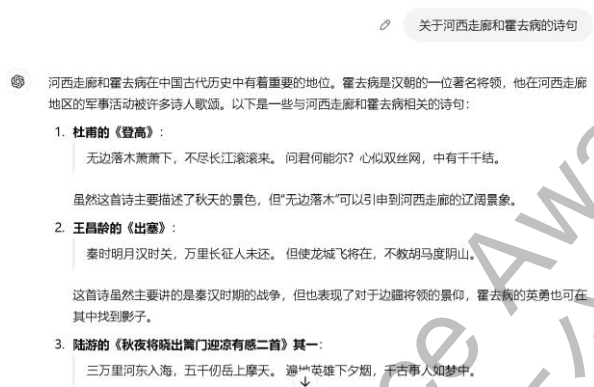 关于河西走廊和霍去病的诗句
河西走廊和霍去病在中国古代历史中有着重要的地位。霍去病是汉朝的一位著名将领，他在河西走廊
地区的军事活动被许多诗人歌颂。以下是一些与河西走廊和霍去病相关的诗句：
1. 杜甫的《登高》：
无边落木萧萧下，不尽长江滚滚来。 问君何能尔？心似双丝网，中有千千结。
虽然这首诗主要描述了秋天的景色，但“无边落木”可以引申到河西走廊的辽阔景象。
2. 王昌龄的《出塞》：
秦时明月汉时关，万里长征人未还。 但使龙城飞将在，不教胡马度阴山。
这首诗虽然主要讲的是秦汉时期的战争，但也表现了对于边疆将领的景仰，霍去病的英勇也可在
其中找到影子。
3. 陆游的《秋夜将晓出篱门迎凉有感二首》其一：
三万里河东入海，五千仞岳上摩天。 遍地英雄下夕烟，千古事人如梦中。
ce Awa